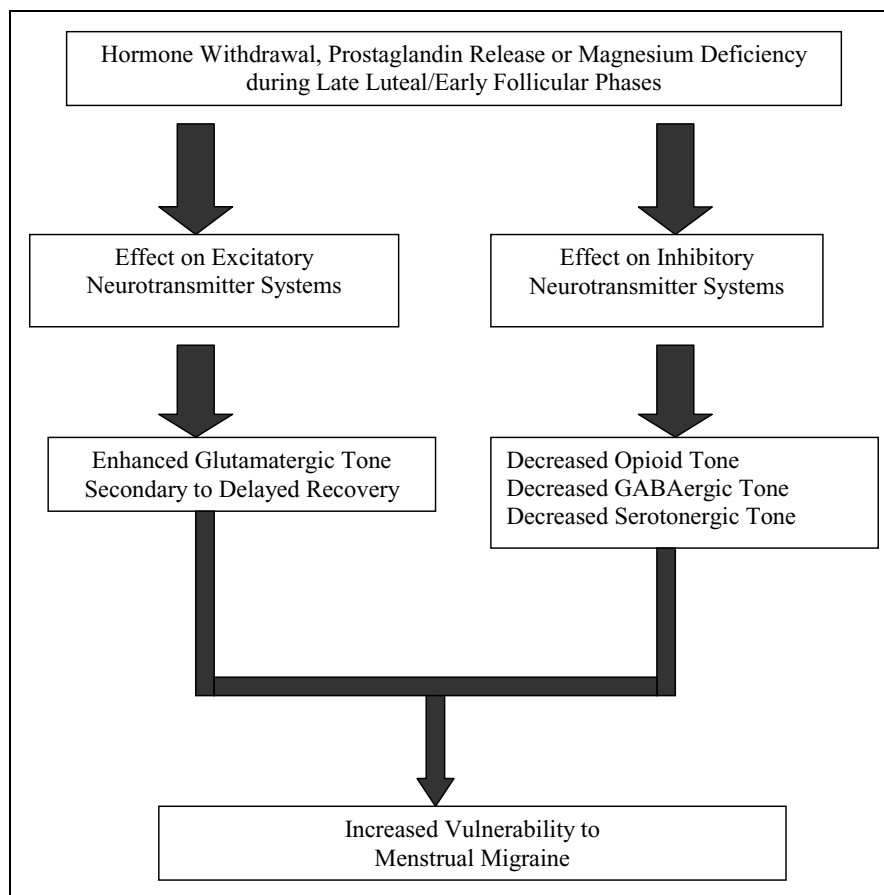 Hormone Withdrawal, Prostaglandin Release or Magnesium Deficiency
during Late Luteal/Early Follicular Phases
Effect on Excitatory
Neurotransmitter Systems
Effect on Inhibitory
Neurotransmitter Systems
Enhanced Glutamatergic Tone
Secondary to Delayed Recovery
Decreased Opioid Tone
Decreased GABAergic Tone
Decreased Serotonergic Tone
Increased Vulnerability to
Menstrual Migraine